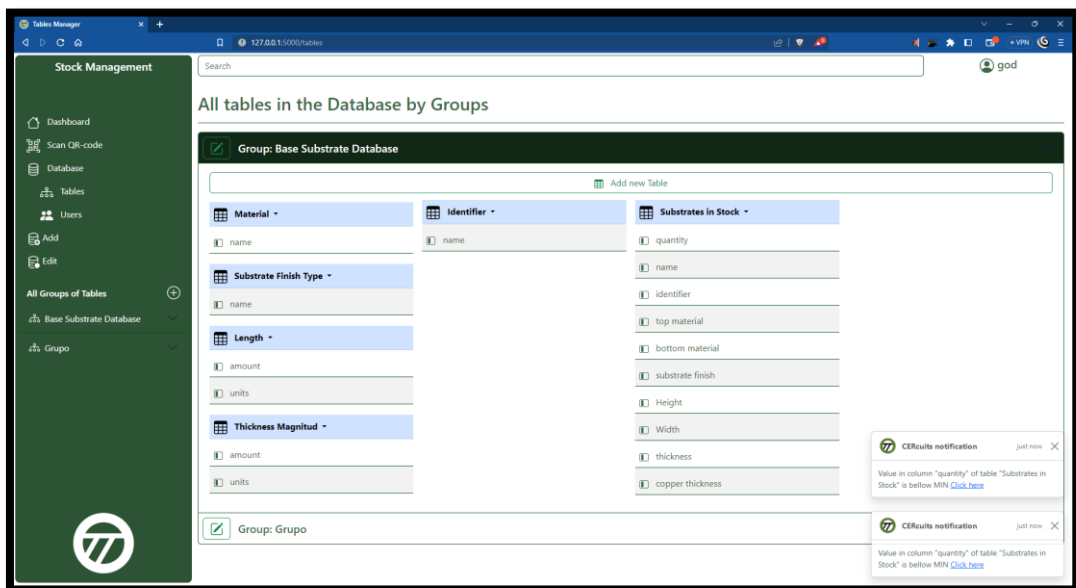 Tables Manager
127.0.0.1:5000/tables
VPN
Stock Management
Search
god
Dashboard
Scan QR-code
Database
Tables
Users
Add
Edit
All Groups of Tables
Base Substrate Database
Grupo
All tables in the Database by Groups
Group: Base Substrate Database
Add new Table
Material
name
Substrate Finish Type
name
Length
amount
units
Thickness Magnitud
amount
units
Identifier
name
Substrates in Stock
quantity
name
identifier
top material
bottom material
substrate finish
Height
Width
thickness
copper thickness
Group: Grupo
CERcuits notification just now
Value in column "quantity" of table "Substrates in
Stock" is bellow MIN Click here
CERcuits notification just now
Value in column "quantity" of table "Substrates in
Stock" is bellow MIN Click here